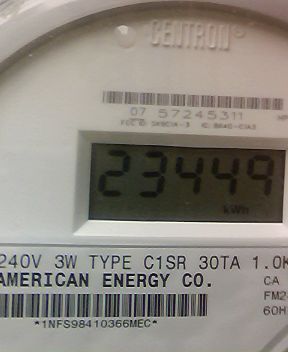 CENTRON®
07 57245311
23449
kWh
240V 3W TYPE C1SR 30TA 1.0K
AMERICAN ENERGY CO.
CA
FM2
60H
*1NFS98410366MEC*